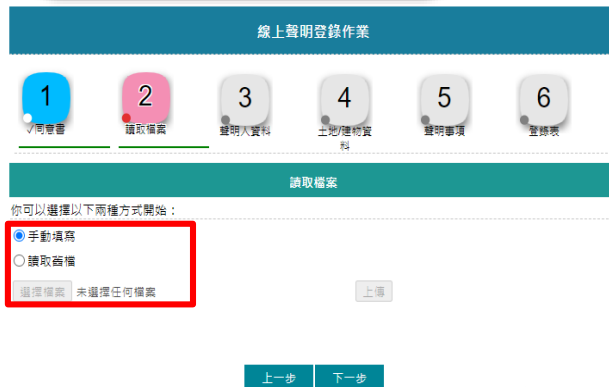 線上聲明登錄作業
1 2 3 4 5 6
✓同意書 讀取檔案 聲明人資料 土地/建物資料 聲明事項 登錄表
讀取檔案
你可以選擇以下兩種方式開始：
手動填寫
讀取舊檔
選擇檔案 未選擇任何檔案 上傳
上一步 下一步